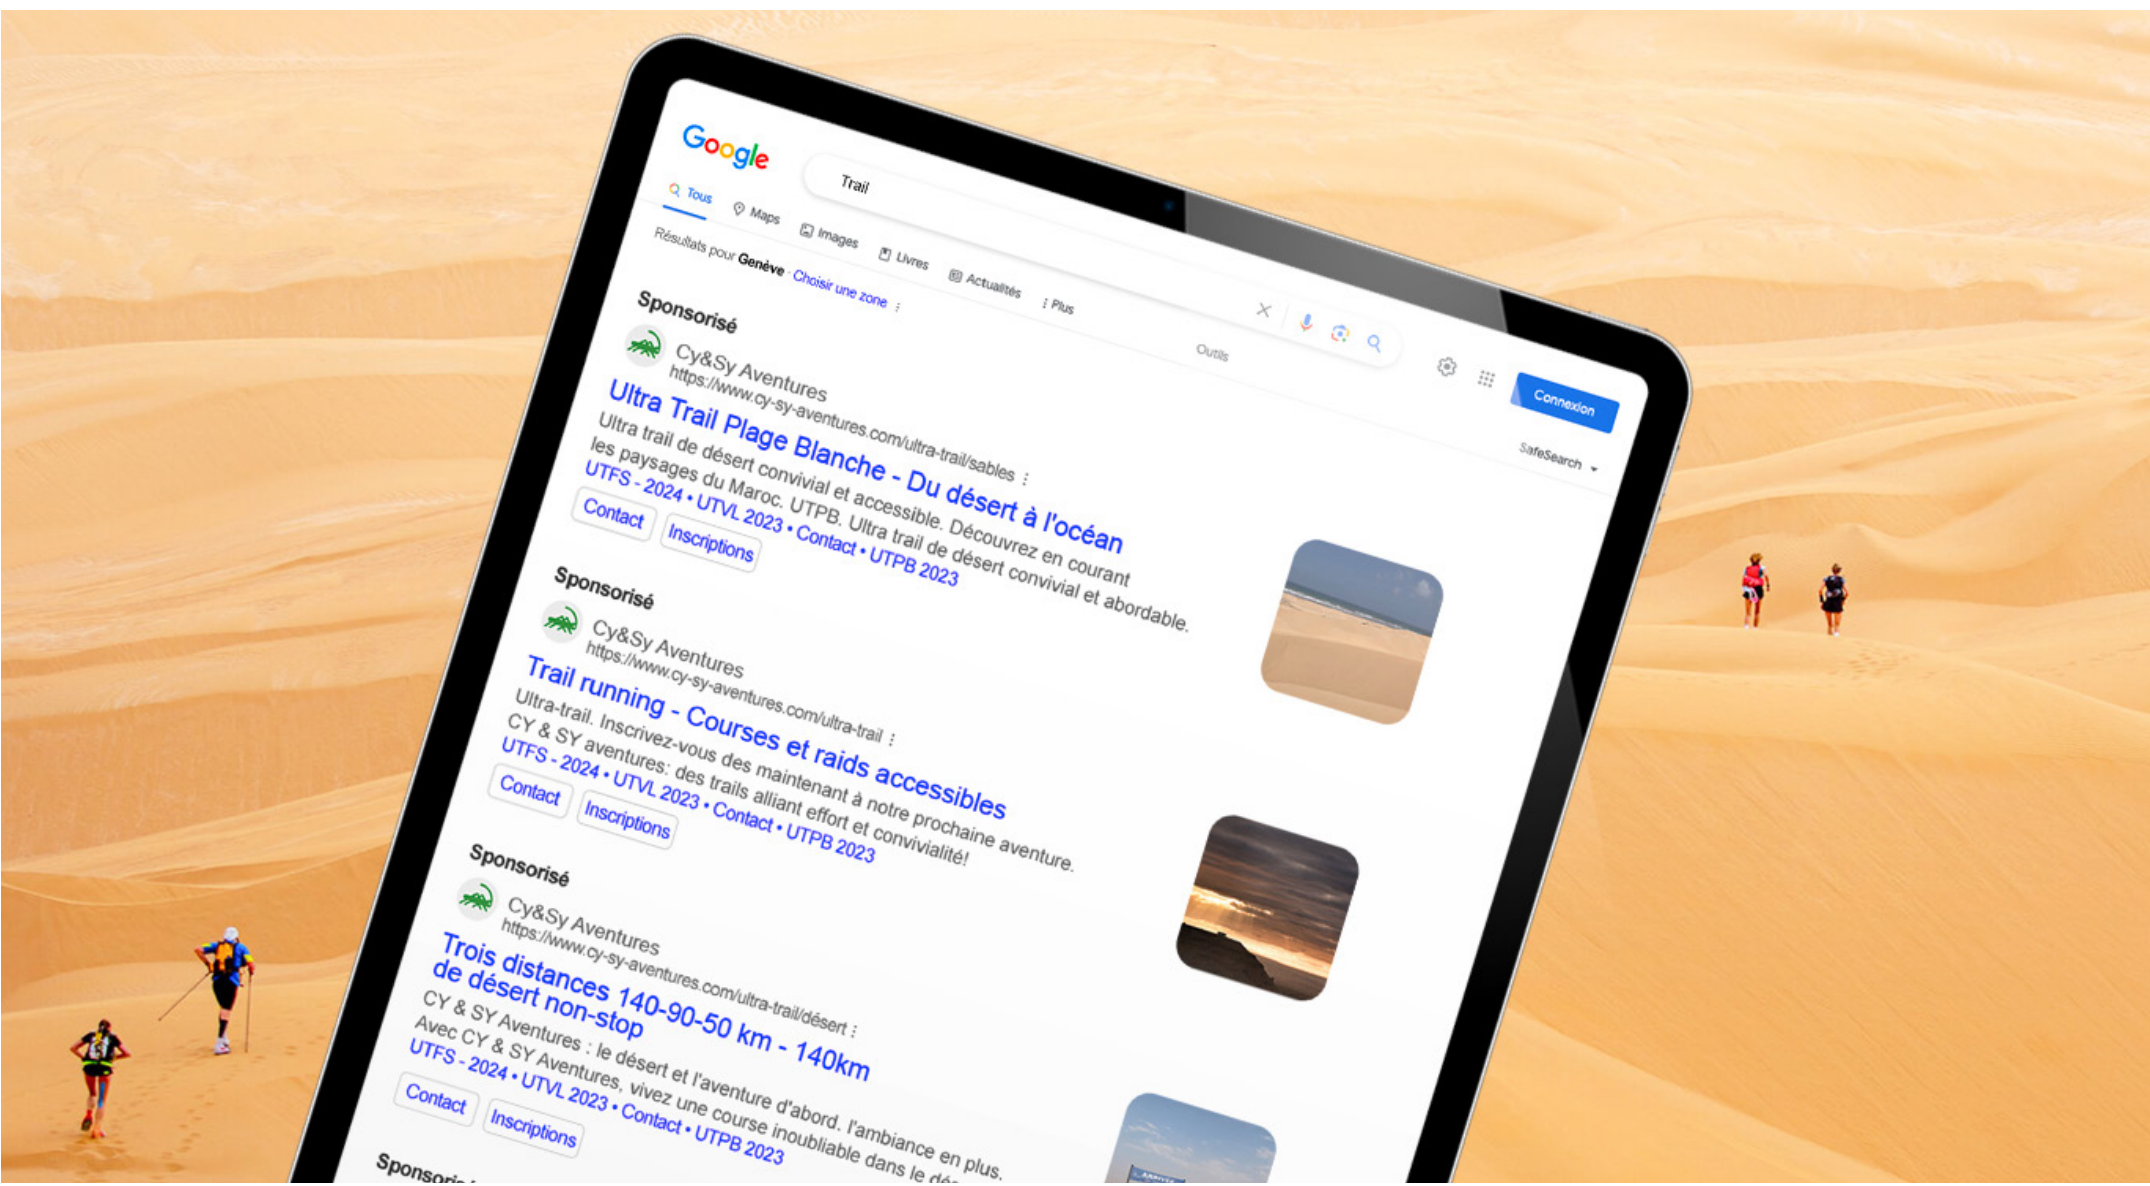 Google
Trail
Tous Maps Images Livres Actualités Plus
Outils
Connexion
SafeSearch
Résultats pour Genève · Choisir une zone
Sponsorisé
Cy&Sy Aventures
https://www.cy-sy-aventures.com/ultra-trail/sables
Ultra Trail Plage Blanche - Du désert à l'océan
Ultra trail de désert convivial et accessible. Découvrez en courant
les paysages du Maroc. UTPB. Ultra trail de désert convivial et abordable.
UTFS - 2024 • UTVL 2023 • Contact • UTPB 2023
Contact Inscriptions
Sponsorisé
Cy&Sy Aventures
https://www.cy-sy-aventures.com/ultra-trail
Trail running - Courses et raids accessibles
Ultra-trail. Inscrivez-vous des maintenant à notre prochaine aventure.
CY & SY aventures: des trails alliant effort et convivialité!
UTFS - 2024 • UTVL 2023 • Contact • UTPB 2023
Contact Inscriptions
Sponsorisé
Cy&Sy Aventures
https://www.cy-sy-aventures.com/ultra-trail/désert
Trois distances 140-90-50 km - 140km
de désert non-stop
CY & SY Aventures : le désert et l'aventure d'abord. l'ambiance en plus.
Avec CY & SY Aventures, vivez une course inoubliable dans le
UTFS - 2024 • UTVL 2023 • Contact • UTPB 2023
Contact Inscriptions